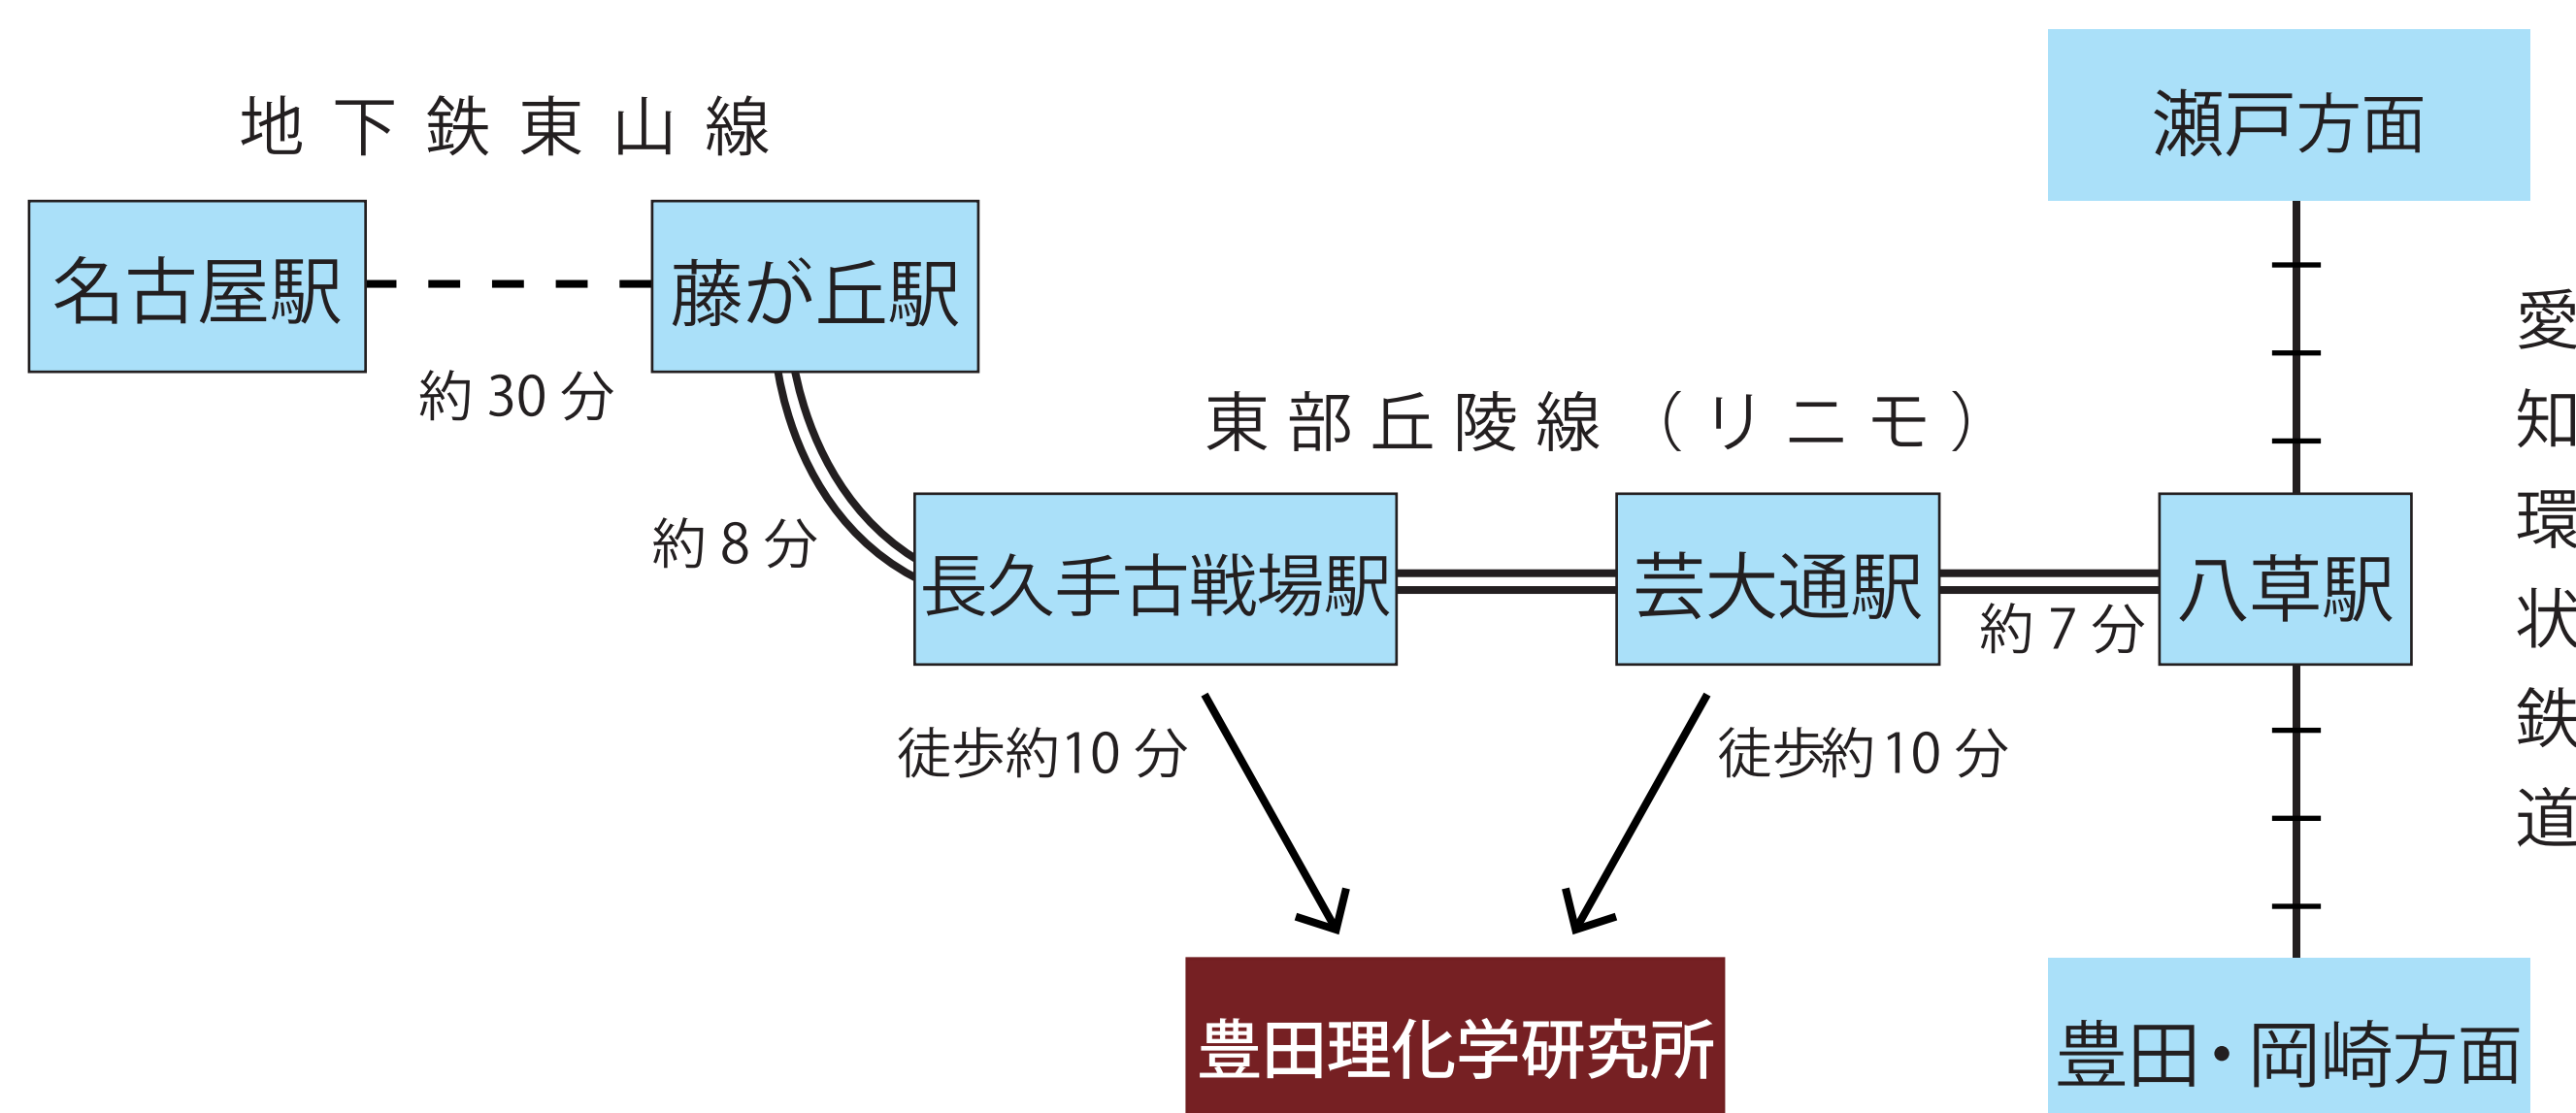 地下鉄東山線
瀬戸方面
名古屋駅
藤が丘駅
約 30 分
東部丘陵線（リニモ）
愛知環状鉄道
約 8 分
長久手古戦場駅
芸大通駅
八草駅
約 7 分
徒歩約10 分
徒歩約 10 分
豊田理化学研究所
豊田・岡崎方面